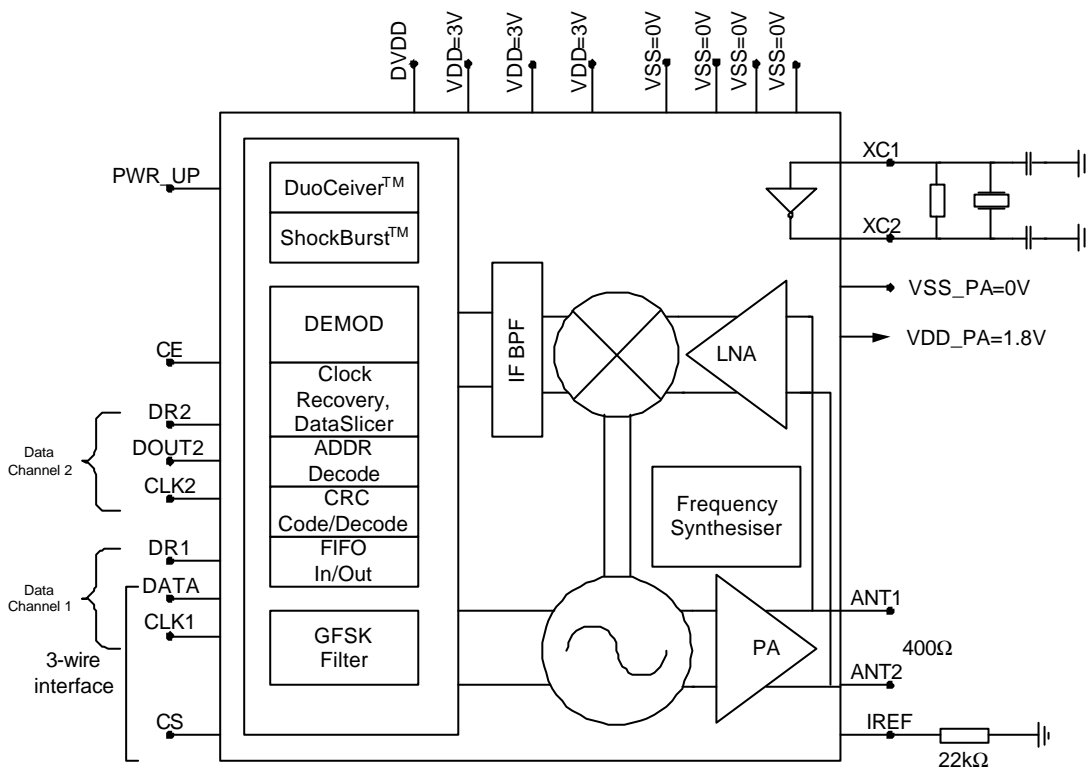 DVDD
VDD=3V
VDD=3V
VDD=3V
VSS=0V
VSS=0V
VSS=0V
VSS=0V
PWR_UP
DuoCeiver™
ShockBurst™
XC1
XC2
VSS_PA=0V
VDD_PA=1.8V
DEMOD
IF BPF
LNA
CE
Clock
Recovery,
DataSlicer
DR2
Data
Channel 2
DOUT2
CLK2
ADDR
Decode
CRC
Code/Decode
Frequency
Synthesiser
DR1
Data
Channel 1
DATA
CLK1
FIFO
In/Out
GFSK
Filter
3-wire
interface
CS
PA
ANT1
400Ω
ANT2
IREF
22kΩ